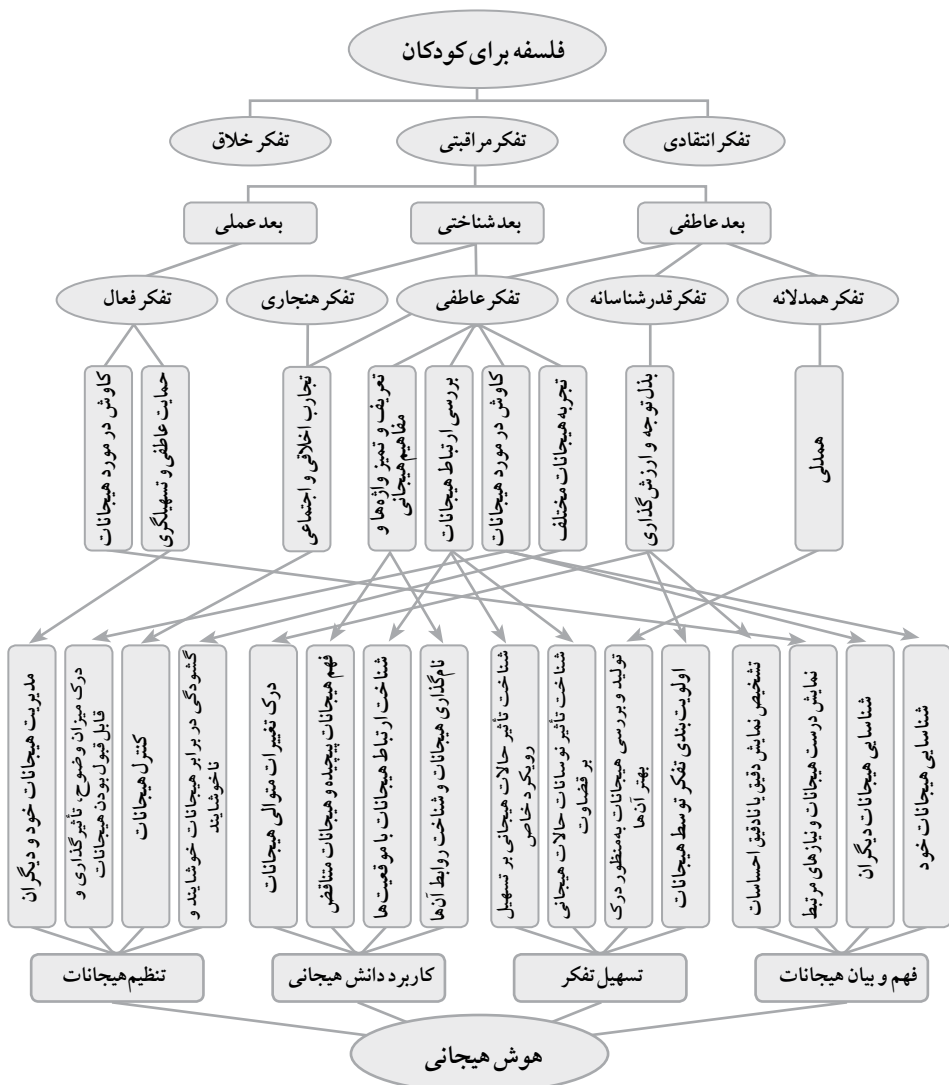 فلسفه برای کودکان
تفکر انتقادی
تفکر مراقبتی
تفکر خلاق
بعد عاطفی
بعد شناختی
بعد عملی
تفکر همدلانه
تفکر قدرشناسانه
تفکر عاطفی
تفکر هنجاری
تفکر فعال
همدلی
بذل توجه و ارزش‌گذاری
تجربه هیجانات مختلف
کاوش در مورد هیجانات
بررسی ارتباط هیجانات
تعریف و تمیز واژه‌ها و
مفاهیم هیجانی
تجارب اخلاقی و اجتماعی
حمایت عاطفی و تسهیلگری
کاوش در مورد هیجانات
شناسایی هیجانات خود
شناسایی هیجانات دیگران
نمایش درست هیجانات و نیازهای مرتبط
تشخیص نمایش دقیق یا نادقیق احساسات
اولویت‌بندی تفکر توسط هیجانات
تولید و بررسی هیجانات به‌منظور درک
بهتر آن‌ها
شناخت تأثیر نوسانات حالات هیجانی
بر قضاوت
شناخت تأثیر حالات هیجانی بر تسهیل
رویکرد خاص
نام‌گذاری هیجانات و شناخت روابط آن‌ها
شناخت ارتباط هیجانات با موقعیت‌ها
فهم هیجانات پیچیده و هیجانات متناقض
درک تغییرات متوالی هیجانات
گشودگی در برابر هیجانات خوشایند و
ناخوشایند
کنترل هیجانات
درک میزان وضوح، تأثیرگذاری و
قابل قبول بودن هیجانات
مدیریت هیجانات خود و دیگران
فهم و بیان هیجانات
تسهیل تفکر
کاربرد دانش هیجانی
تنظیم هیجانات
هوش هیجانی